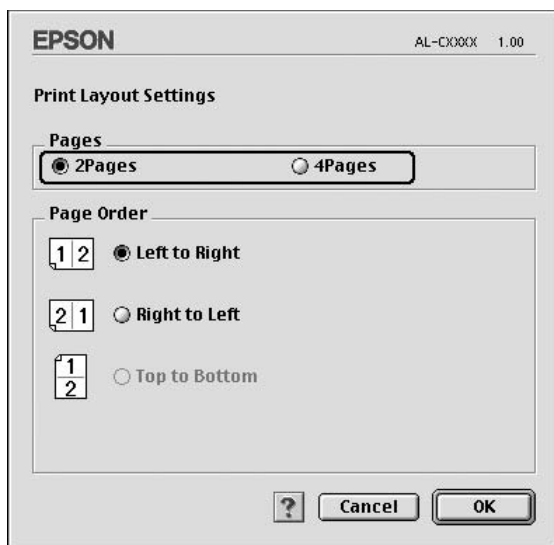 EPSON AL-CXXXX 1.00
Print Layout Settings
Pages
2Pages 4Pages
Page Order
1 2 Left to Right
2 1 Right to Left
1
2 Top to Bottom
? Cancel OK